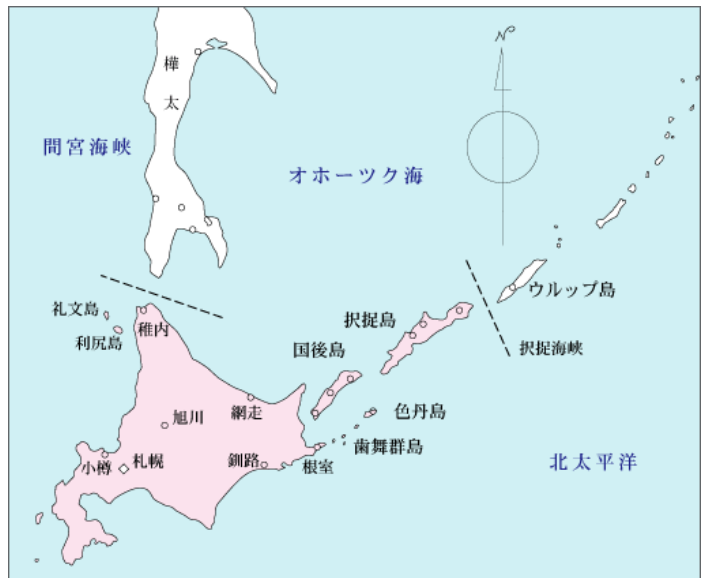 N
樺太
間宮海峡
オホーツク海
ウルップ島
礼文島
択捉島
稚内
利尻島
国後島
択捉海峡
網走
色丹島
旭川
歯舞群島
小樽
札幌
釧路
根室
北太平洋